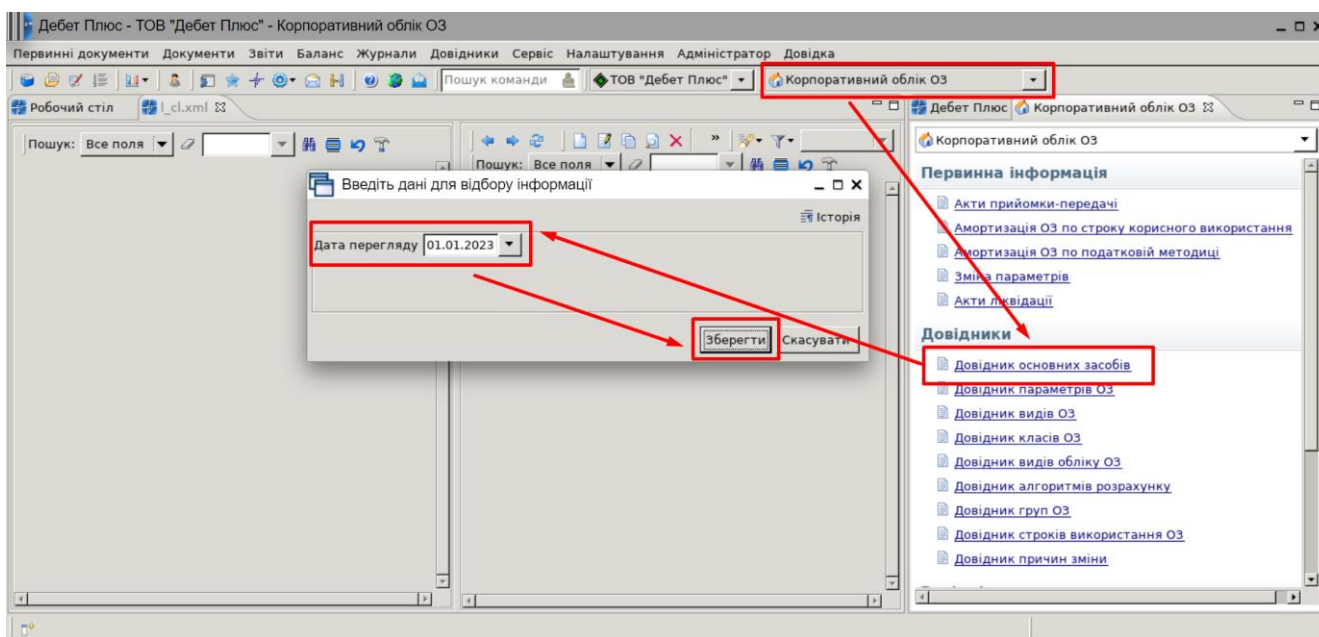 Дебет Плюс - ТОВ "Дебет Плюс" - Корпоративний облік ОЗ
Первинні документи Документи Звіти Баланс Журнали Довідники Сервіс Налаштування Адміністратор Довідка
Пошук команди ТОВ "Дебет Плюс" Корпоративний облік ОЗ
Робочий стіл l_cl.xml
Дебет Плюс Корпоративний облік ОЗ
Пошук: Все поля
Пошук: Все поля
Корпоративний облік ОЗ
Первинна інформація
Акти прийомки-передачі
Амортизація ОЗ по строку корисного використання
Амортизація ОЗ по податковій методиці
Зміна параметрів
Акти ліквідації
Введіть дані для відбору інформації
Історія
Дата перегляду 01.01.2023
Зберегти Скасувати
Довідники
Довідник основних засобів
Довідник параметрів ОЗ
Довідник видів ОЗ
Довідник класів ОЗ
Довідник видів обліку ОЗ
Довідник алгоритмів розрахунку
Довідник груп ОЗ
Довідник строків використання ОЗ
Довідник причин зміни